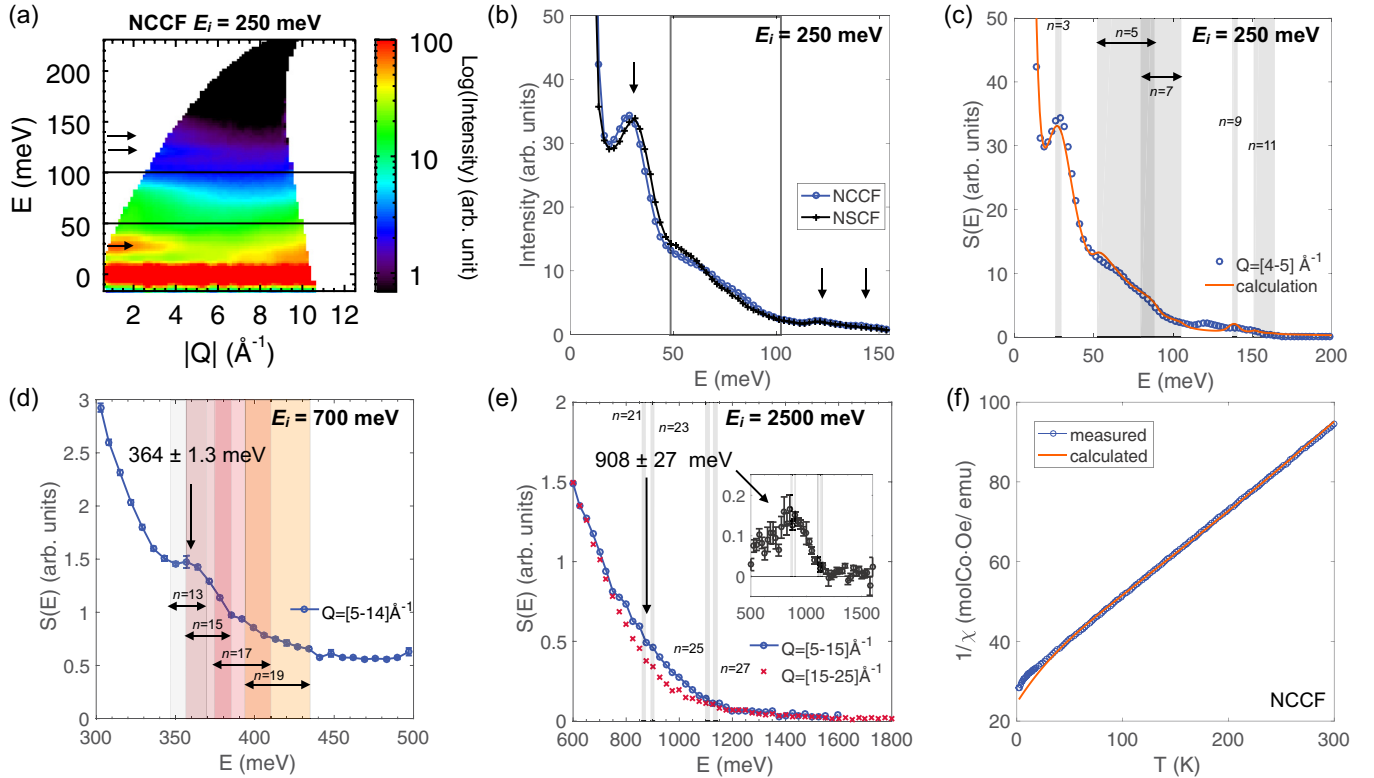 (a)
NCCF Ei = 250 meV
E (meV)
200
150
100
50
0
2 4 6 8 10 12
|Q| (Å-1)
100
10
1
Log(Intensity) (arb. unit)
(b)
Ei = 250 meV
Intensity (arb. units)
50
40
30
20
10
0
0 50 100 150
E (meV)
NCCF
NSCF
(c)
Ei = 250 meV
S(E) (arb. units)
50
40
30
20
10
0
n=3
n=5
n=7
n=9
n=11
Q=[4-5] Å-1
calculation
0 50 100 150 200
E (meV)
(d)
Ei = 700 meV
S(E) (arb. units)
3
2.5
2
1.5
1
0.5
0
364 ± 1.3 meV
n=13
n=15
n=17
n=19
Q=[5-14]Å-1
300 350 400 450 500
E (meV)
(e)
Ei = 2500 meV
S(E) (arb. units)
2
1.5
1
0.5
0
n=21
n=23
908 ± 27 meV
0.2
0.1
0
500 1000 1500
n=25
n=27
Q=[5-15]Å-1
Q=[15-25]Å-1
600 800 1000 1200 1400 1600 1800
E (meV)
(f)
1/χ (molCo·Oe/ emu)
100
80
60
40
20
measured
calculated
NCCF
0 100 200 300
T (K)